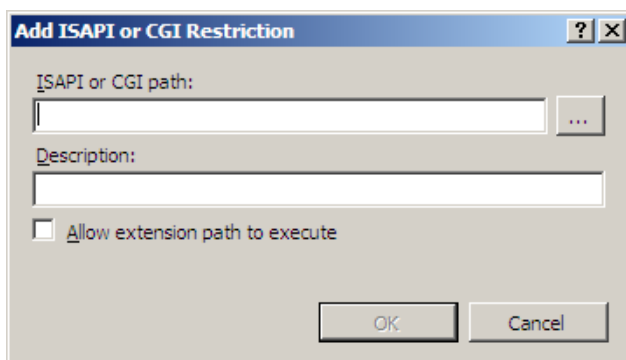 Add ISAPI or CGI Restriction
ISAPI or CGI path:
...
Description:
Allow extension path to execute
OK Cancel